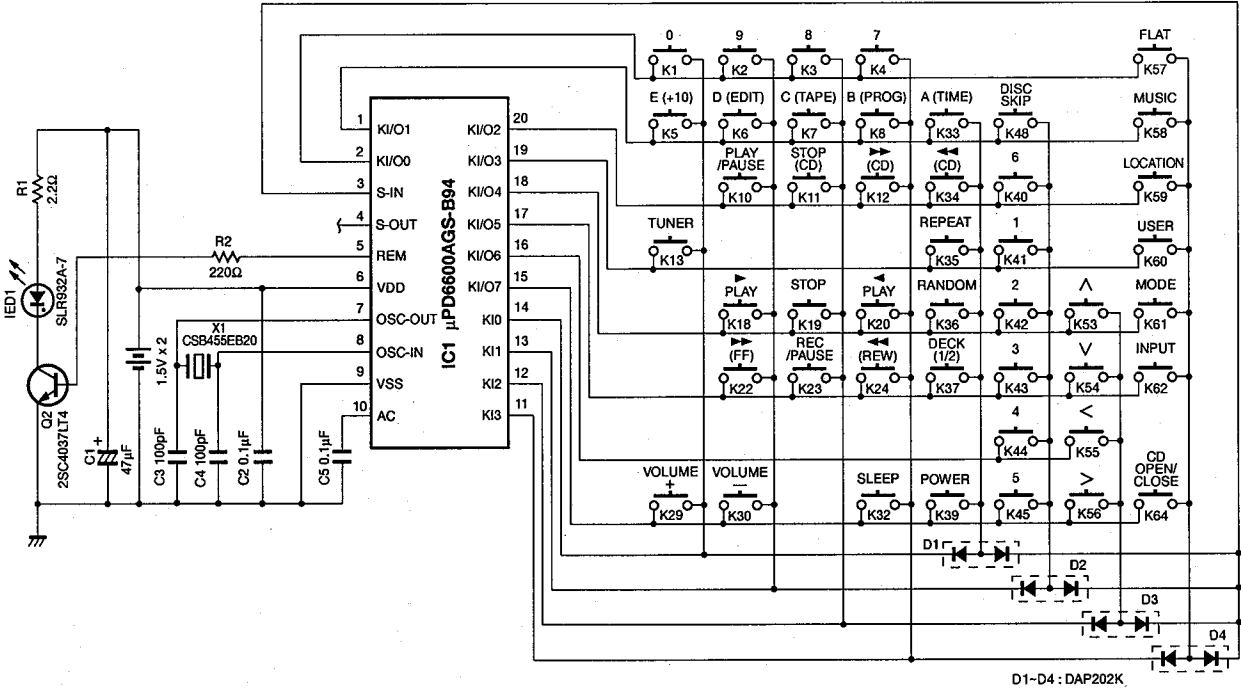 0 9 8 7 FLAT
K1 K2 K3 K4 K57
E (+10) D (EDIT) C (TAPE) B (PROG) A (TIME) DISC SKIP MUSIC
K5 K6 K7 K8 K33 K48 K58
PLAY /PAUSE STOP (CD) ▶▶ (CD) ◀◀ (CD) 6 LOCATION
K10 K11 K12 K34 K40 K59
TUNER REPEAT 1 USER
K13 K35 K41 K60
▶ PLAY STOP ◀ PLAY RANDOM 2 ∧ MODE
K18 K19 K20 K36 K42 K53 K61
▶▶ (FF) REC /PAUSE ◀◀ (REW) DECK (1/2) 3 ∨ INPUT
K22 K23 K24 K37 K43 K54 K62
4 <
K44 K55
VOLUME + VOLUME — SLEEP POWER 5 > CD OPEN/ CLOSE
K29 K30 K32 K39 K45 K56 K64
1 KI/O1 KI/O2 20
2 KI/O0 KI/O3 19
3 S-IN KI/O4 18
4 S-OUT KI/O5 17
5 REM KI/O6 16
6 VDD KI/O7 15
7 OSC-OUT KI0 14
8 OSC-IN KI1 13
9 VSS KI2 12
10 AC KI3 11
IC1 µPD6600AGS-B94
R1
2.2Ω
R2
220Ω
IED1
SLR932A-7
X1
CSB455EB20
1.5V x 2
Q2
2SC4037LT4
C1 +
47µF
C3 100pF
C4 100pF
C2 0.1µF
C5 0.1µF
D1
D2
D3
D4
D1~D4 : DAP202K